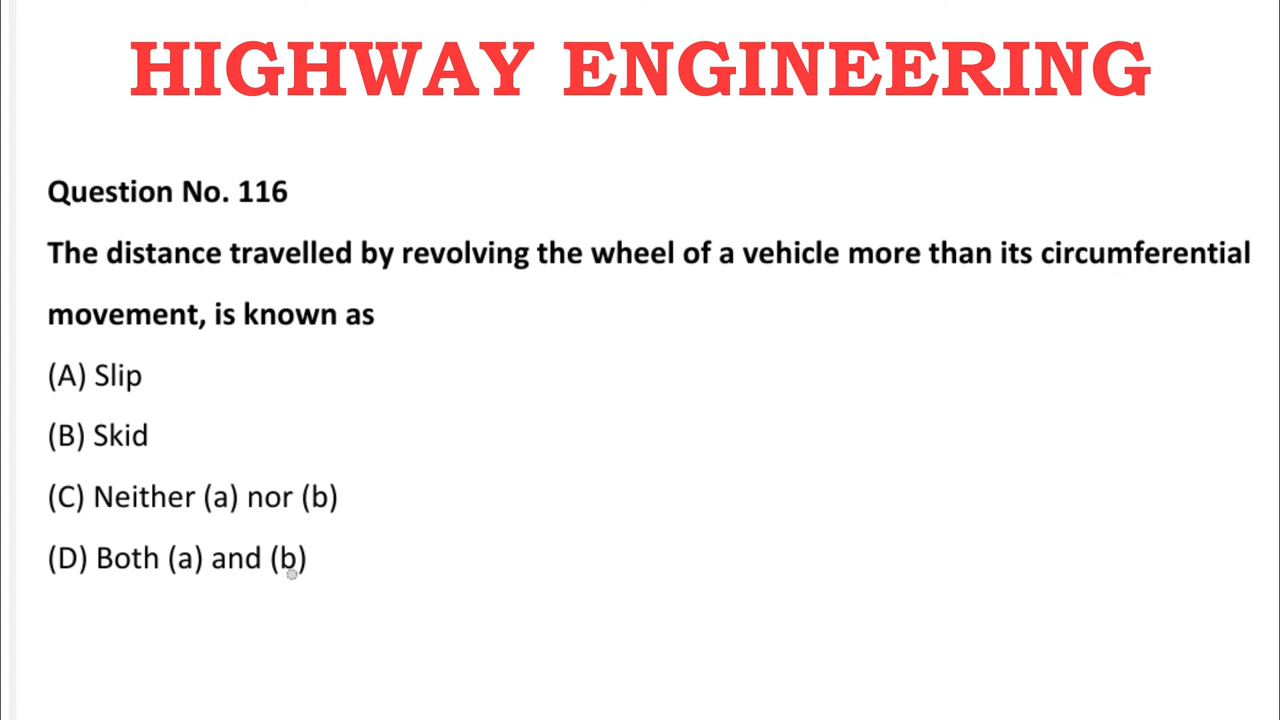 HIGHWAY ENGINEERING
Question No. 116
The distance travelled by revolving the wheel of a vehicle more than its circumferential
movement, is known as
(A) Slip
(B) Skid
(C) Neither (a) nor (b)
(D) Both (a) and (b)